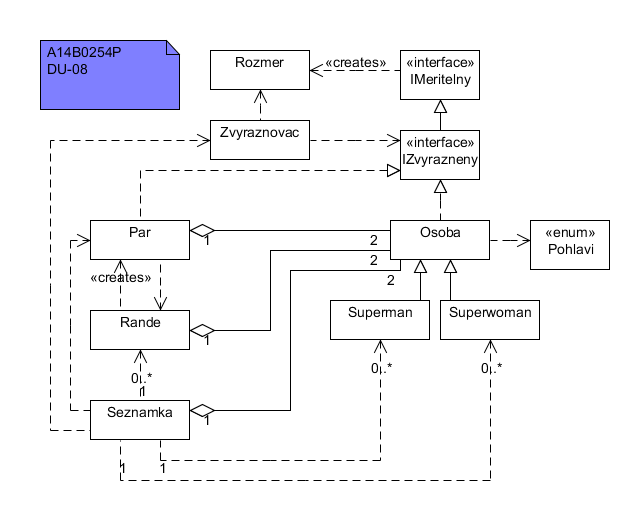 A14B0254P
DU-08
Rozmer
«creates»
«interface»
IMeritelny
Zvyraznovac
«interface»
IZvyrazneny
Par
1
2
Osoba
«enum»
Pohlavi
2
2
«creates»
Rande
1
Superman
Superwoman
0..*
1
0..*
0..*
Seznamka
1
1
1